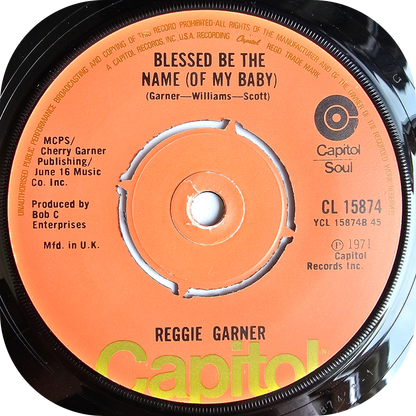 UNAUTHORISED PUBLIC PERFORMANCE BROADCASTING AND COPYING OF THIS RECORD PROHIBITED·ALL RIGHTS OF THE MANUFACTURER AND OF THE OWNER OF THE
A CAPITOL RECORDS, INC., U.S.A. RECORDING Capitol REGD. TRADE MARK
BLESSED BE THE
NAME (OF MY BABY)
(Garner—Williams—Scott)
MCPS/
Cherry Garner
Publishing/
June 16 Music
Co. Inc.
Produced by
Bob C
Enterprises
Mfd. in U.K.
Capitol
Soul
CL 15874
YCL 15874B 45
Ⓟ 1971
Capitol
Records Inc.
REGGIE GARNER
Capitol